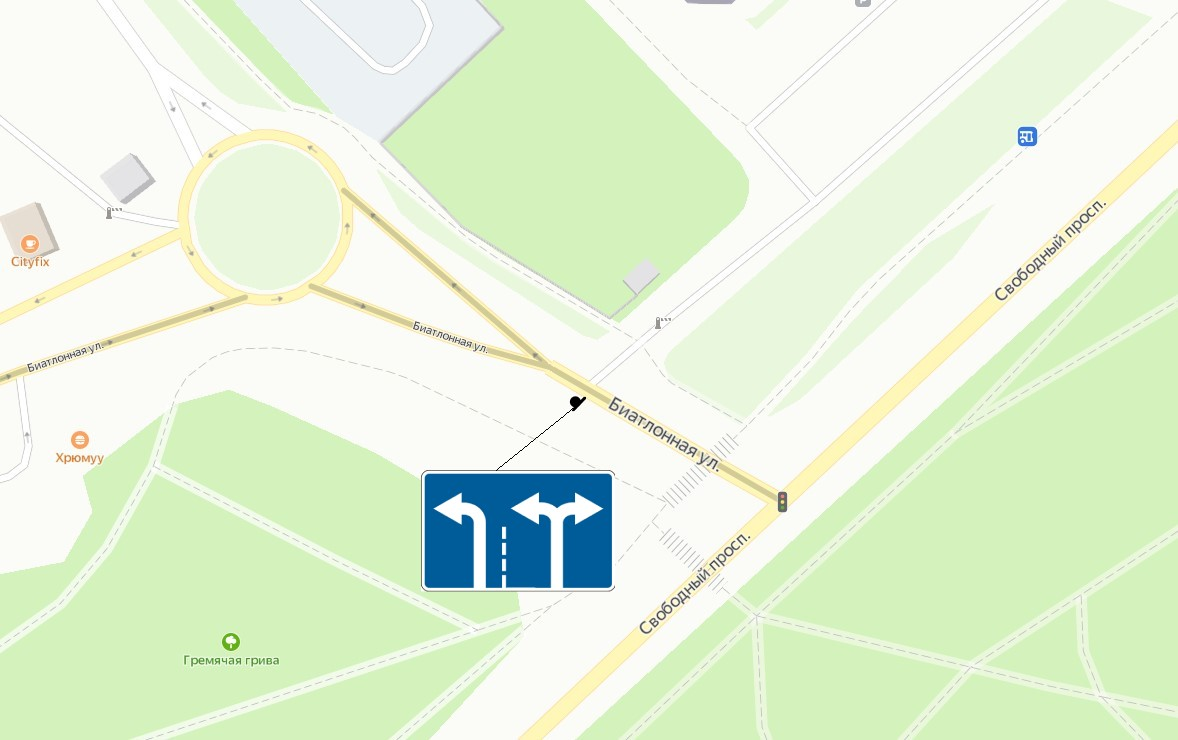 Свободный просп.
Cityfix
Биатлонная ул.
Биатлонная ул.
Биатлонная ул.
Хрюмуу
Свободный просп.
Гремячая грива